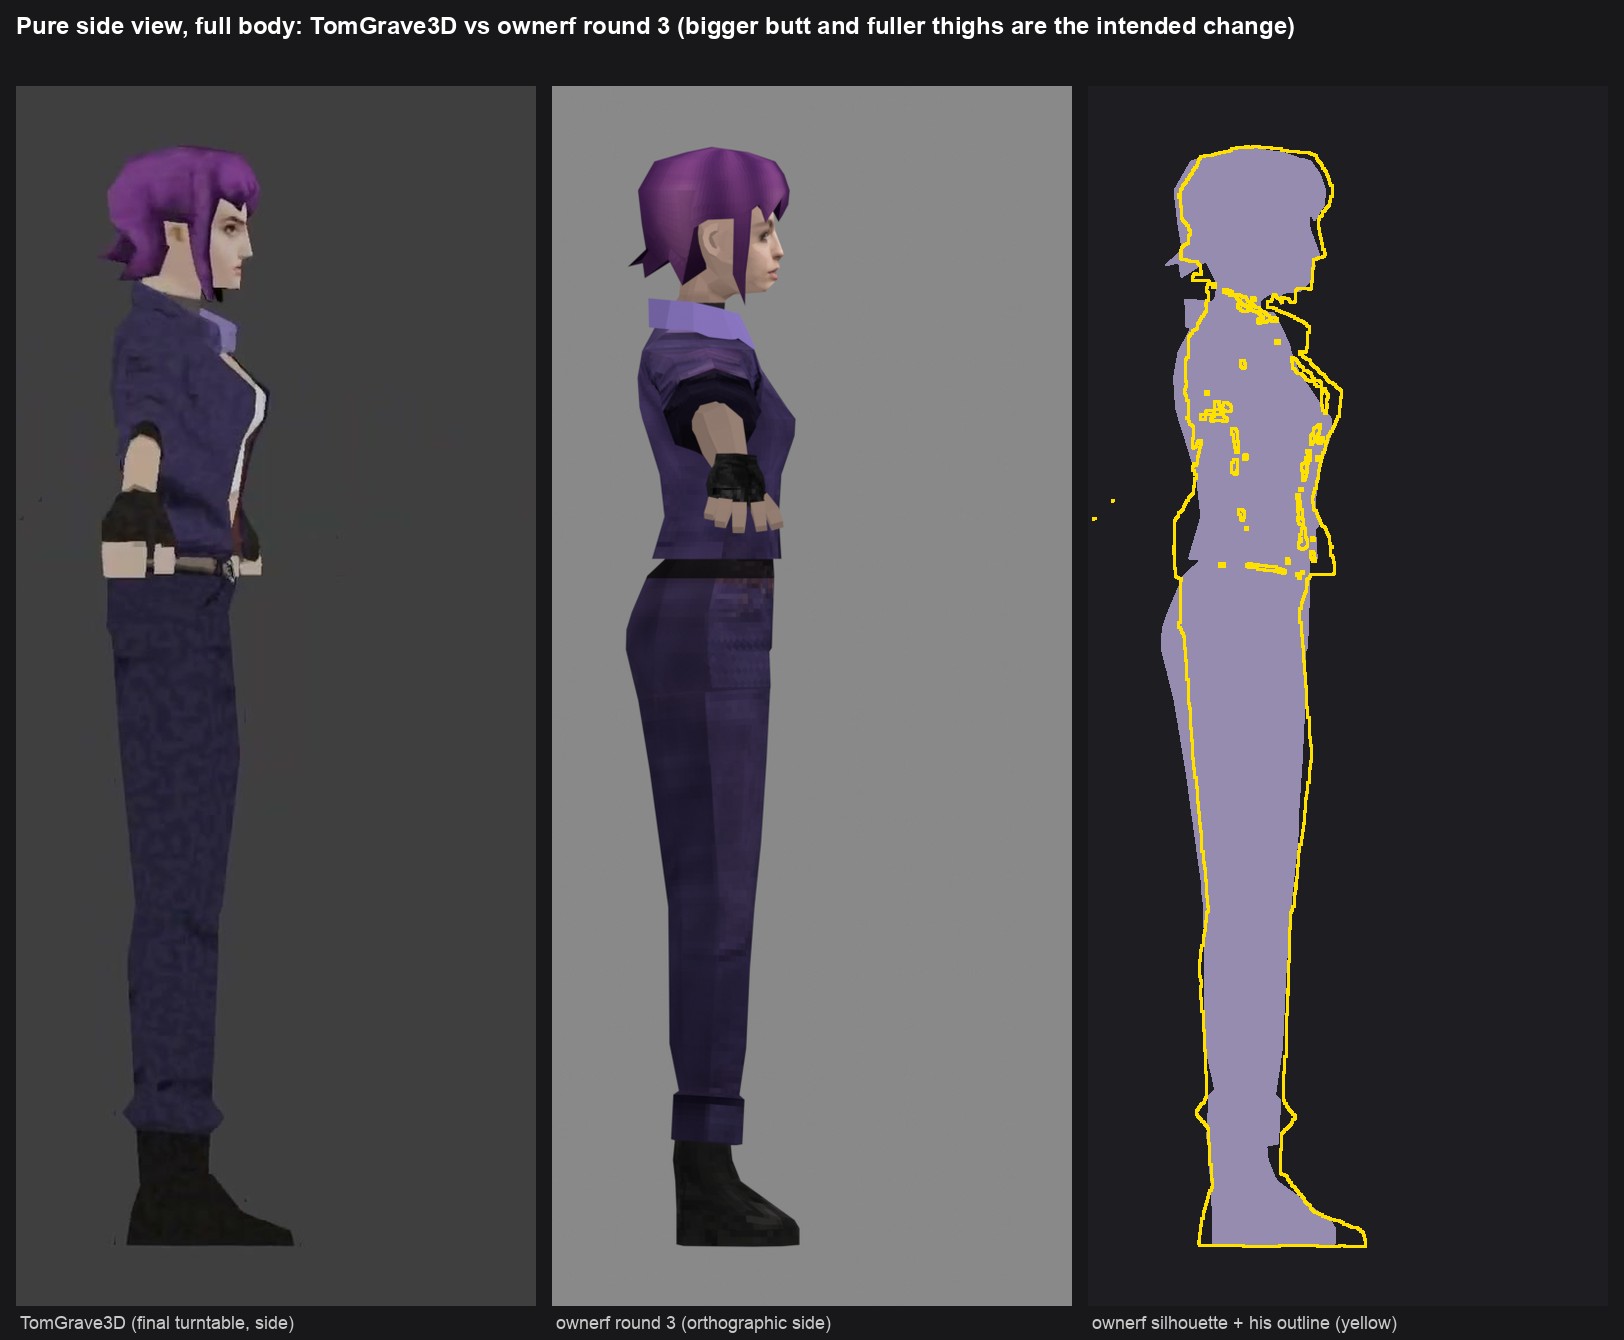 Pure side view, full body: TomGrave3D vs ownerf round 3 (bigger butt and fuller thighs are the intended change)
TomGrave3D (final turntable, side)
ownerf round 3 (orthographic side)
ownerf silhouette + his outline (yellow)